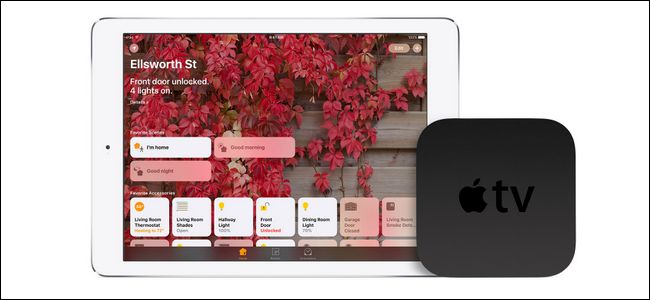 Edit
Ellsworth St
Front door unlocked.
4 lights on.
Details
Favorite Scenes
I'm home
Good morning
Good night
Favorite Accessories
Living Room
Thermostat
Heating to 72°
Living Room
Shades
Open
Hallway
Light
100%
Front
Door
Unlocked
Dining Room
Light
70%
Garage
Door
Closed
Living Room
Smoke Dete...
Home
Rooms
tv